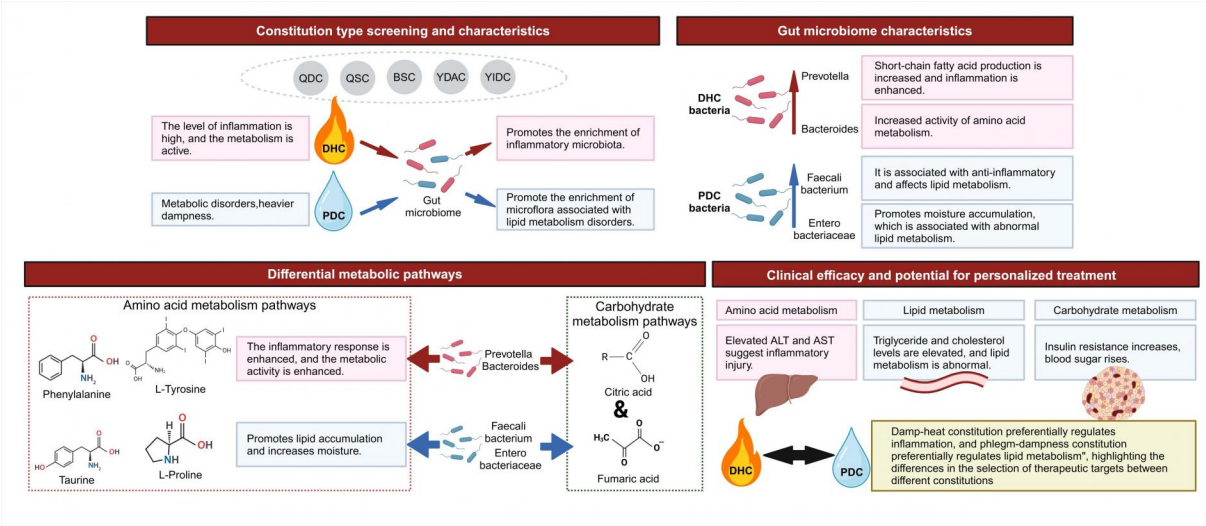 Constitution type screening and characteristics
QDC
QSC
BSC
YDAC
YIDC
The level of inflammation is
high, and the metabolism is
active.
DHC
Promotes the enrichment of
inflammatory microbiota.
Metabolic disorders,heavier
dampness.
PDC
Gut
microbiome
Promote the enrichment of
microflora associated with
lipid metabolism disorders.
Gut microbiome characteristics
DHC
bacteria
Prevotella
Bacteroides
Short-chain fatty acid production is
increased and inflammation is
enhanced.
Increased activity of amino acid
metabolism.
PDC
bacteria
Faecali
bacterium
Entero
bacteriaceae
It is associated with anti-inflammatory
and affects lipid metabolism.
Promotes moisture accumulation,
which is associated with abnormal
lipid metabolism.
Differential metabolic pathways
Amino acid metabolism pathways
O
OH
NH2
Phenylalanine
I
O
I
I
OH
I
O
OH
NH2
L-Tyrosine
The inflammatory response is
enhanced, and the metabolic
activity is enhanced.
HO
O
OH
NH2
Taurine
H
O
OH
NH
L-Proline
Promotes lipid accumulation
and increases moisture.
Prevotella
Bacteroides
Faecali
bacterium
Entero
bacteriaceae
Carbohydrate
metabolism pathways
O
R
C
OH
Citric acid
&
H3C
O
O
O−
Fumaric acid
Clinical efficacy and potential for personalized treatment
Amino acid metabolism
Elevated ALT and AST
suggest inflammatory
injury.
Lipid metabolism
Triglyceride and cholesterol
levels are elevated, and lipid
metabolism is abnormal.
Carbohydrate metabolism
Insulin resistance increases,
blood sugar rises.
DHC
PDC
Damp-heat constitution preferentially regulates
inflammation, and phlegm-dampness constitution
preferentially regulates lipid metabolism", highlighting the
differences in the selection of therapeutic targets between
different constitutions